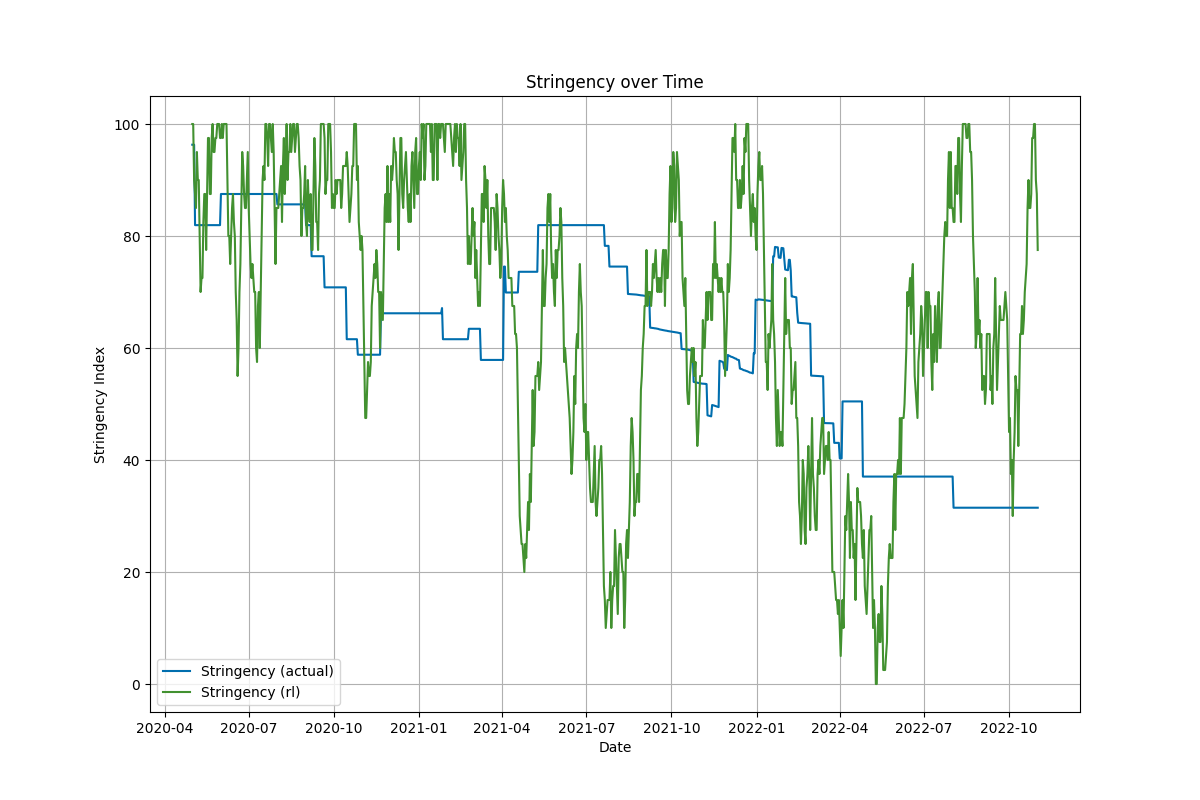 Stringency over Time
Stringency Index
100
80
60
40
20
0
Stringency (actual)
Stringency (rl)
2020-04 2020-07 2020-10 2021-01 2021-04 2021-07 2021-10 2022-01 2022-04 2022-07 2022-10
Date